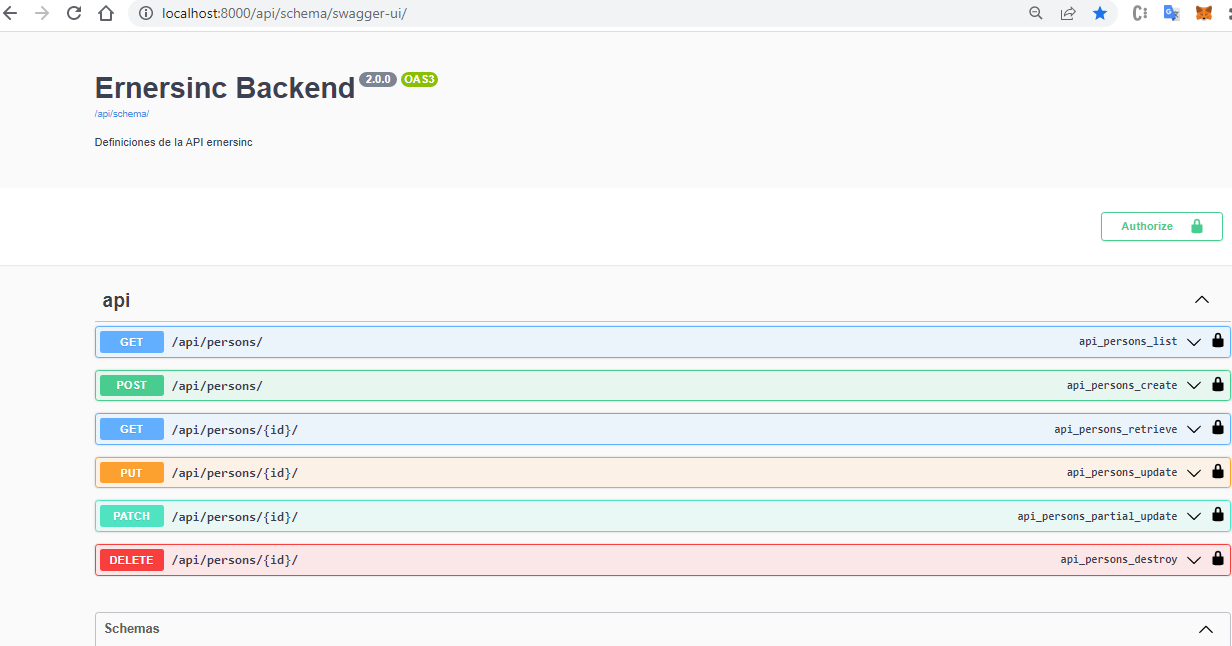 localhost:8000/api/schema/swagger-ui/
Ernersinc Backend 2.0.0 OAS3
/api/schema/
Definiciones de la API ernersinc
Authorize
api
GET /api/persons/ api_persons_list
POST /api/persons/ api_persons_create
GET /api/persons/{id}/ api_persons_retrieve
PUT /api/persons/{id}/ api_persons_update
PATCH /api/persons/{id}/ api_persons_partial_update
DELETE /api/persons/{id}/ api_persons_destroy
Schemas